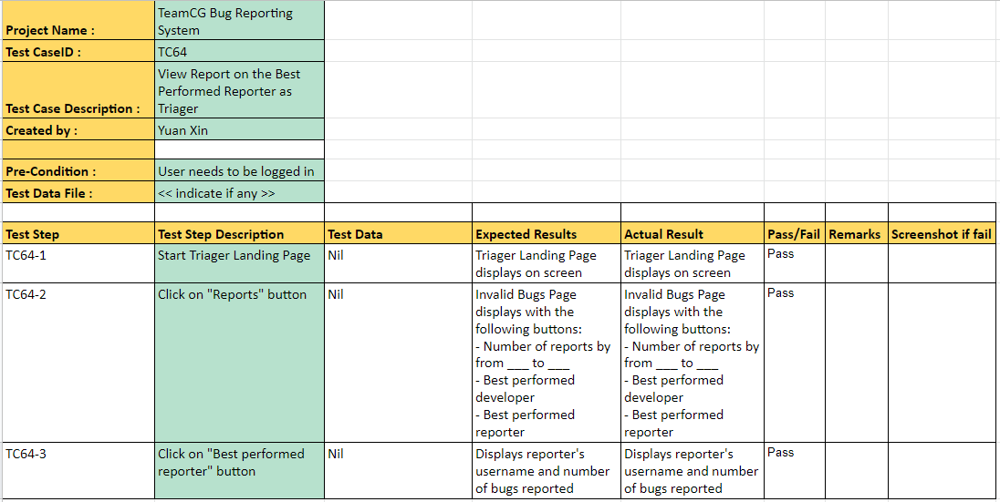 TeamCG Bug Reporting
Project Name : System
Test CaseID : TC64
View Report on the Best
Performed Reporter as
Test Case Description : Triager
Created by : Yuan Xin
Pre-Condition : User needs to be logged in
Test Data File : << indicate if any >>
Test Step Test Step Description Test Data Expected Results Actual Result Pass/Fail Remarks Screenshot if fail
TC64-1 Start Triager Landing Page Nil Triager Landing Page Triager Landing Page Pass
displays on screen displays on screen
TC64-2 Click on "Reports" button Nil Invalid Bugs Page Invalid Bugs Page Pass
displays with the displays with the
following buttons: following buttons:
- Number of reports by - Number of reports by
from ___ to ___ from ___ to ___
- Best performed - Best performed
developer developer
- Best performed - Best performed
reporter reporter
TC64-3 Click on "Best performed Nil Displays reporter's Displays reporter's Pass
reporter" button username and number username and number
of bugs reported of bugs reported